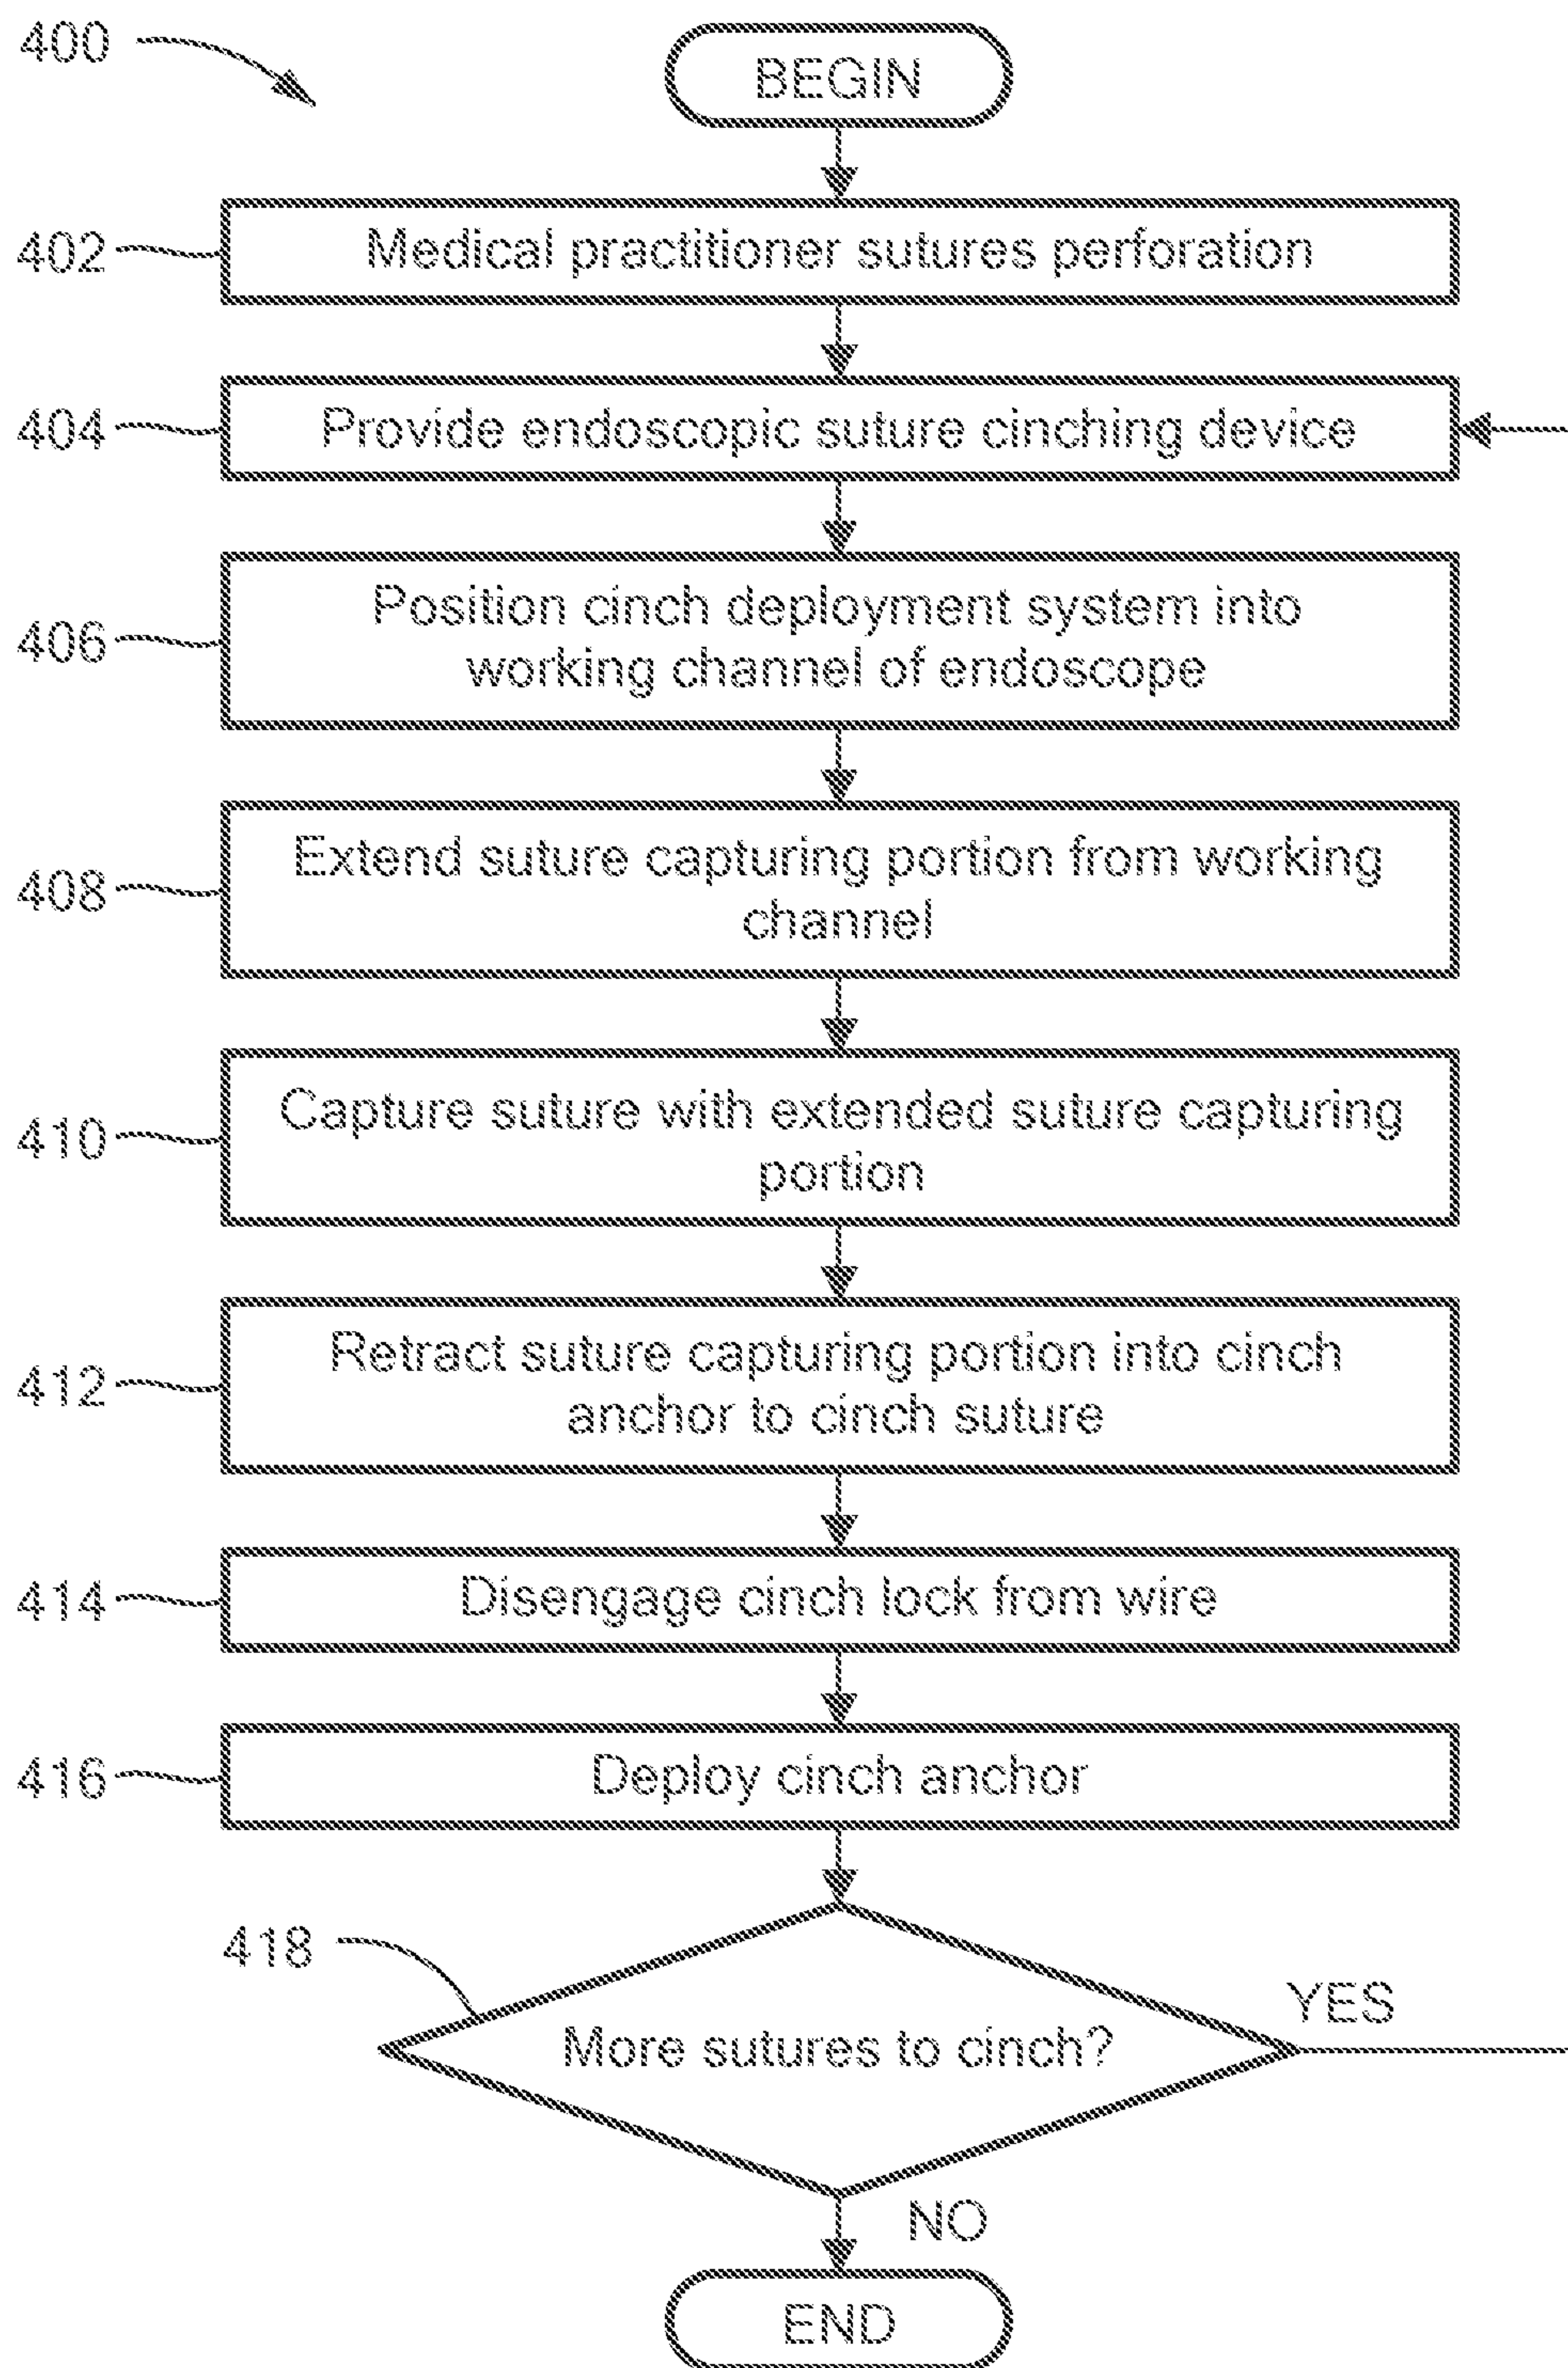 400
BEGIN
402
Medical practitioner sutures perforation
404
Provide endoscopic suture cinching device
406
Position cinch deployment system into
working channel of endoscope
408
Extend suture capturing portion from working
channel
410
Capture suture with extended suture capturing
portion
412
Retract suture capturing portion into cinch
anchor to cinch suture
414
Disengage cinch lock from wire
416
Deploy cinch anchor
418
More sutures to cinch?
YES
NO
END